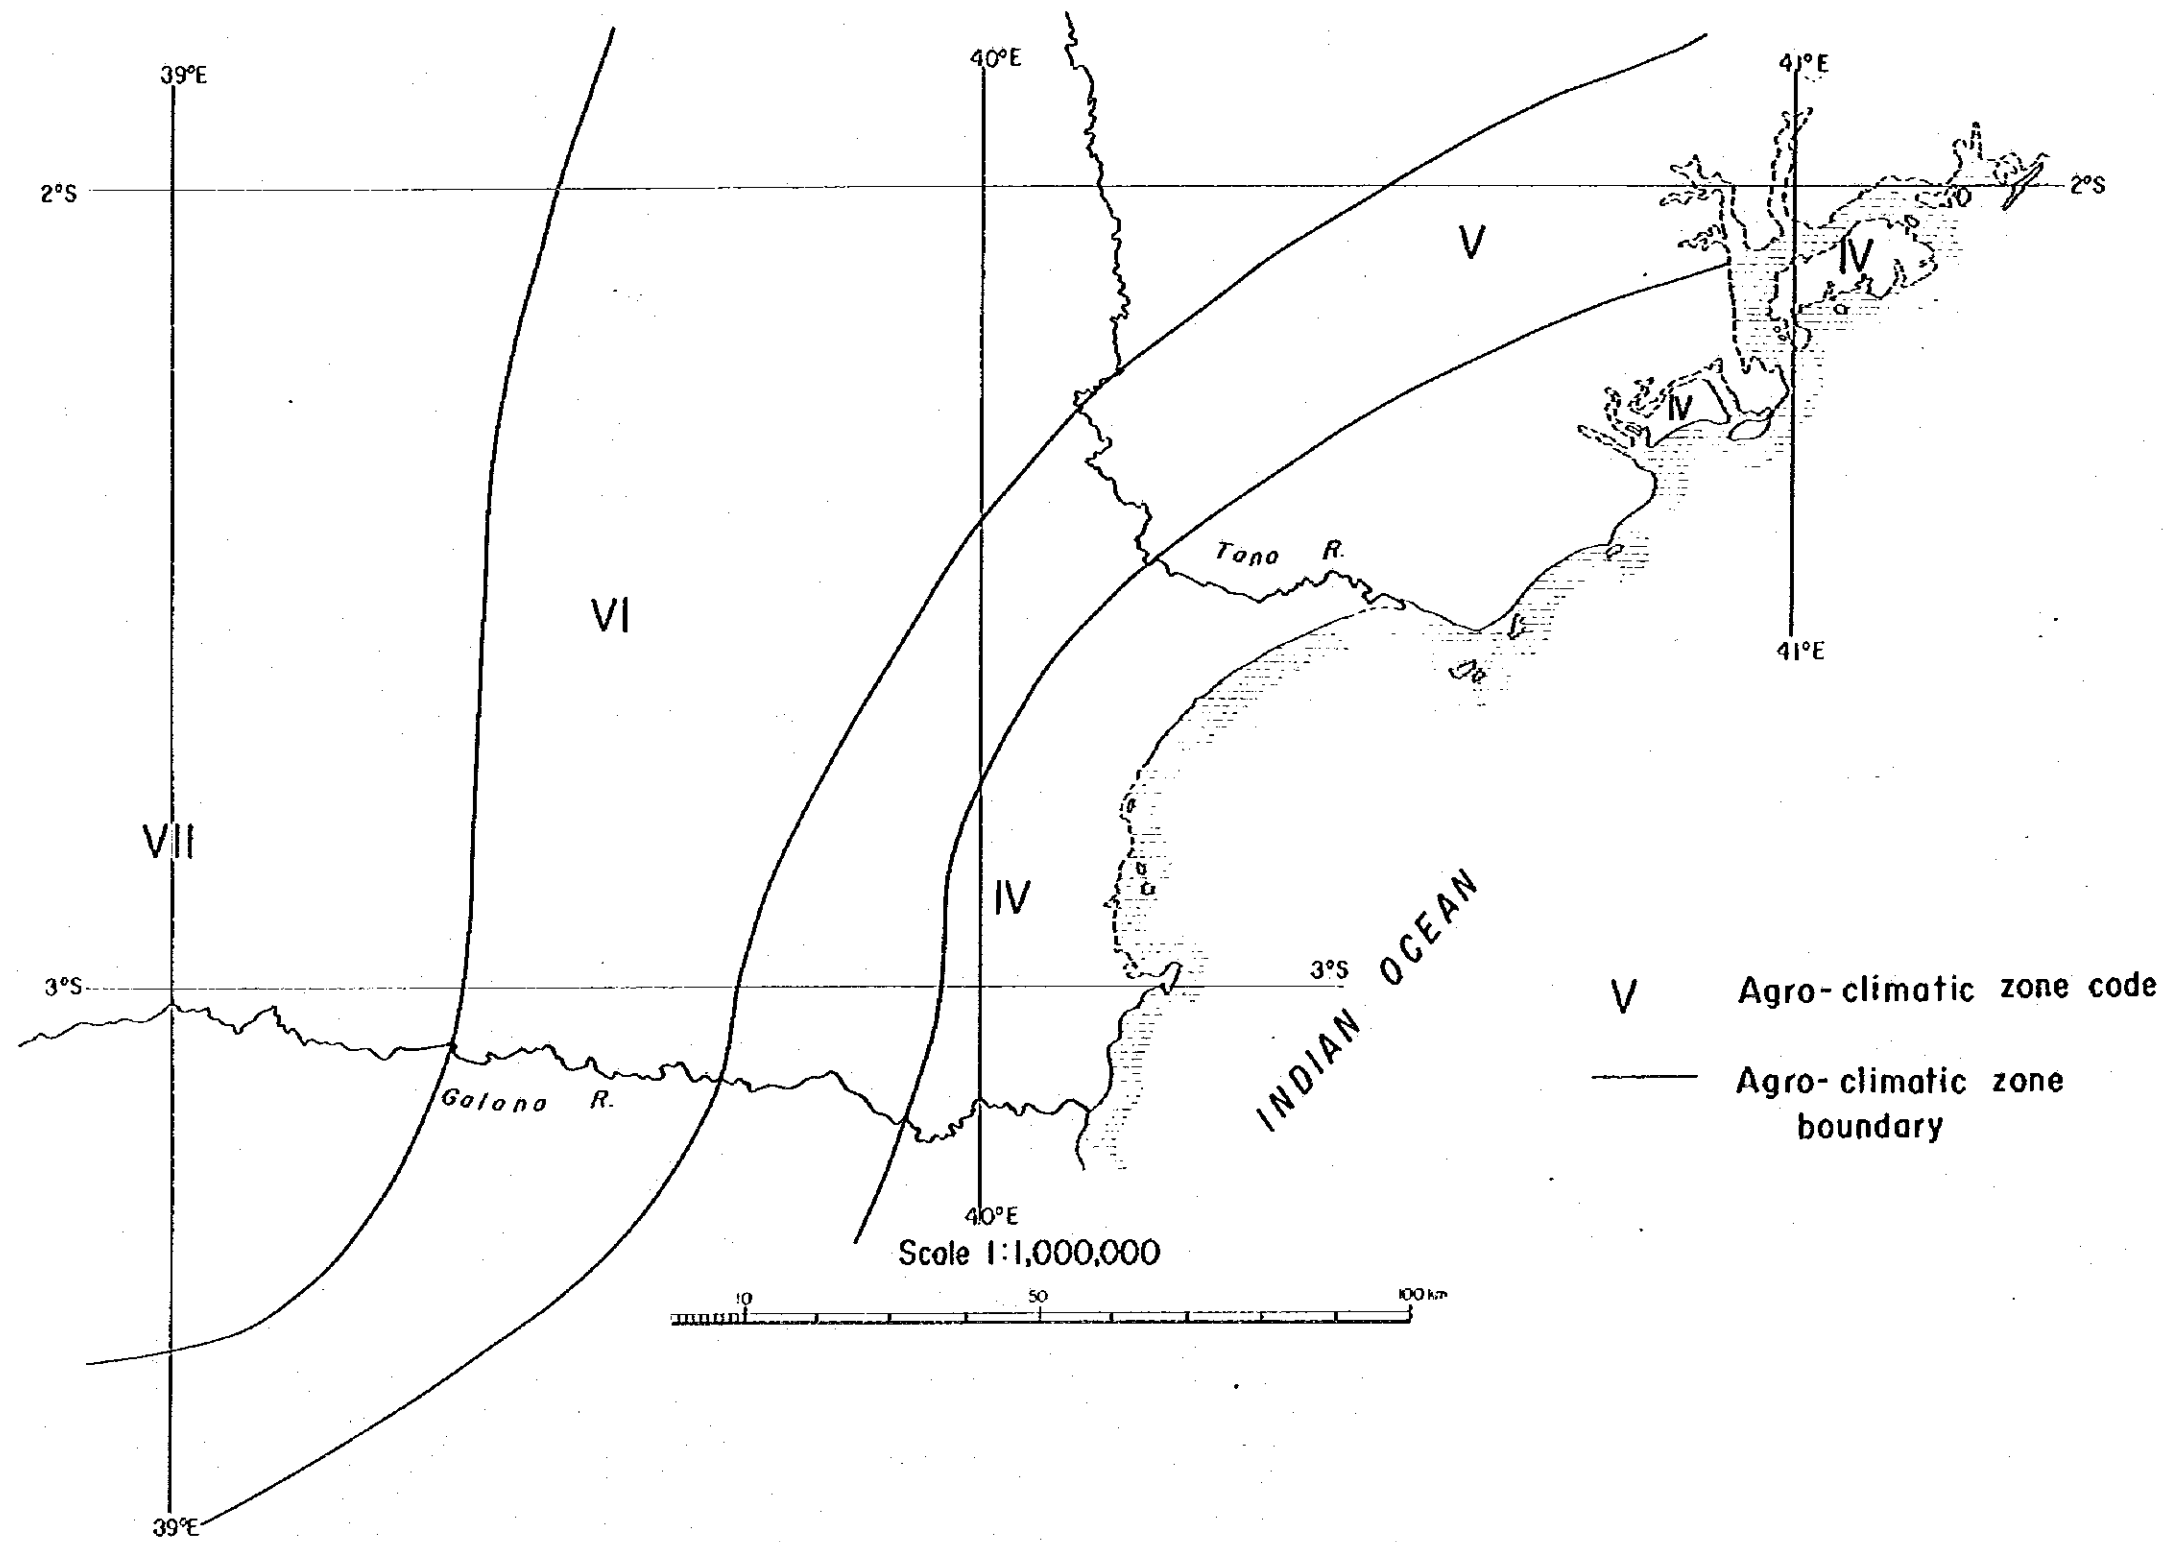 39°E
40°E
41°E
2°S
2°S
V
IV
IV
Tana R.
VI
41°E
VII
IV
3°S
3°S
INDIAN OCEAN
V Agro-climatic zone code
Agro-climatic zone
boundary
Galana R.
40°E
Scale 1:1,000,000
10 50 100 km
39°E